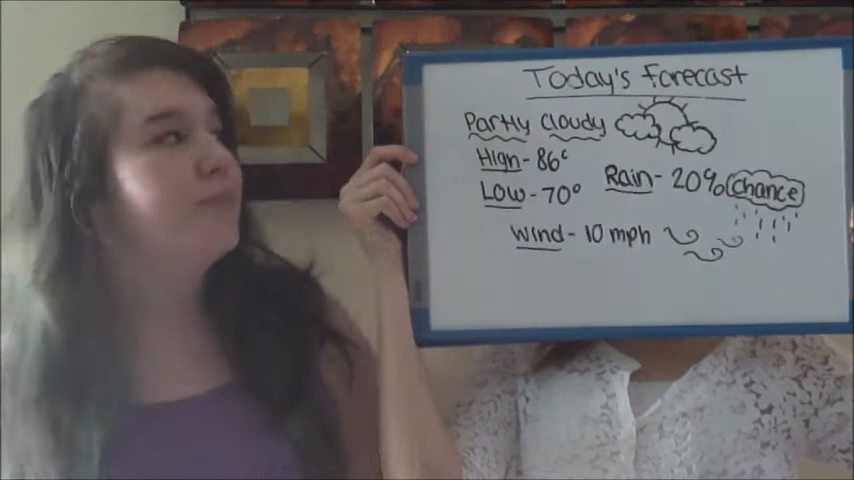 Today's Forecast
Partly Cloudy
High - 86°
Low - 70°
Rain - 20% chance
Wind - 10 mph